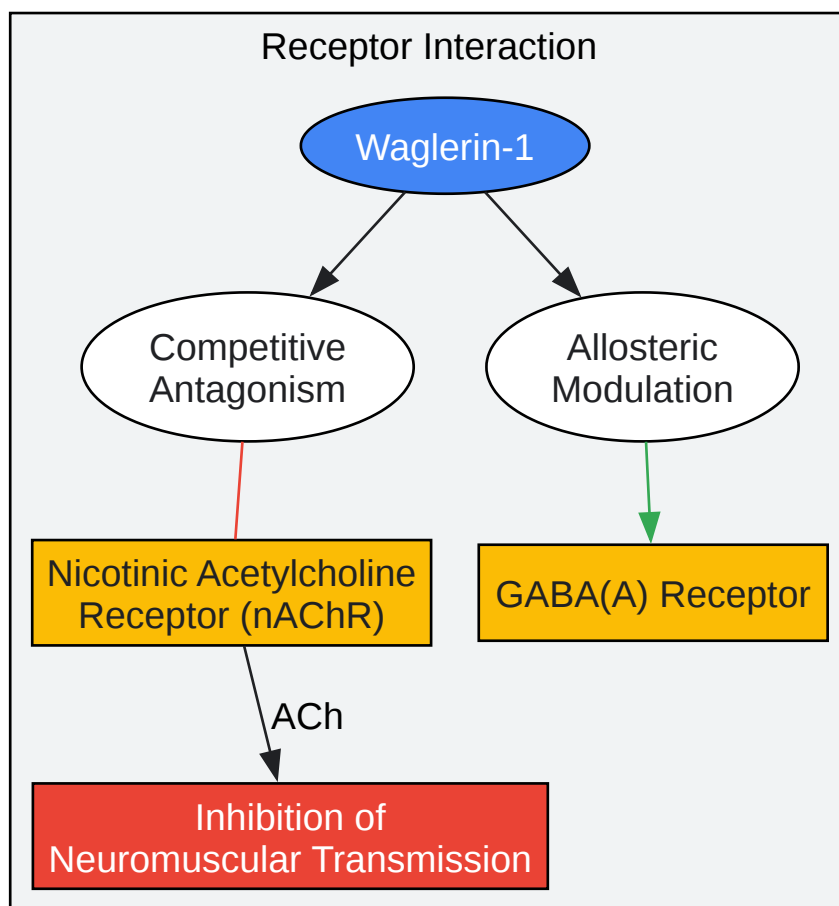 Receptor Interaction
Waglerin-1
Competitive
Antagonism
Allosteric
Modulation
Nicotinic Acetylcholine
Receptor (nAChR)
GABA(A) Receptor
ACh
Inhibition of
Neuromuscular Transmission